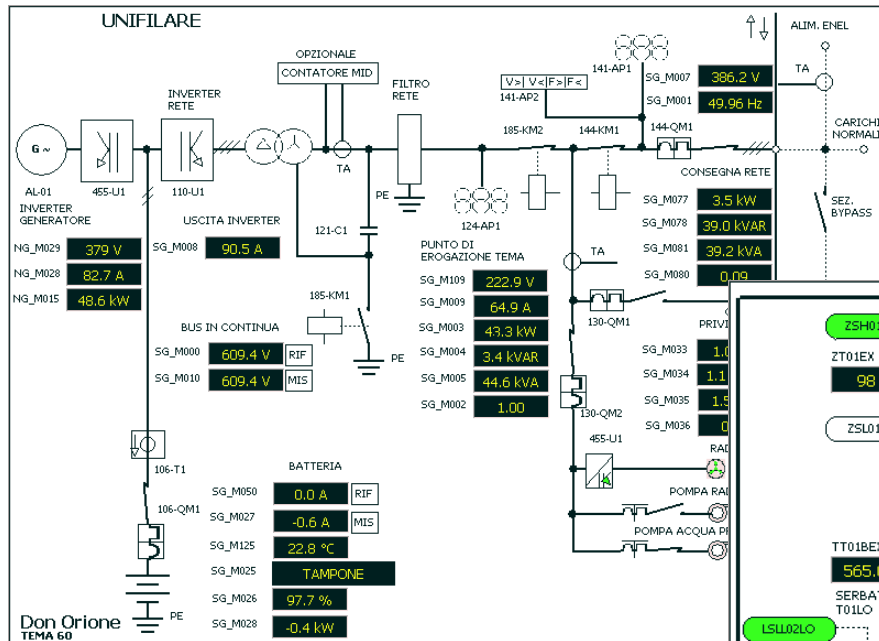 UNIFILARE
ALIM. ENEL
OPZIONALE
CONTATORE MID
141-AP1
V>| V<|F>|F<
141-AP2
SG_M007 386.2 V
SG_M001 49.96 Hz
TA
INVERTER
RETE
FILTRO
RETE
185-KM2
144-KM1
144-QM1
CARICHI
G ~
AL-01
455-U1
110-U1
TA
PE
CONSEGNA RETE
INVERTER
GENERATORE
NG_M029 379 V
NG_M028 82.7 A
NG_M015 48.6 kW
USCITA INVERTER
SG_M008 90.5 A
121-C1
124-AP1
SG_M077 3.5 kW
SG_M078 39.0 kVAR
SG_M081 39.2 kVA
SG_M080 0.09
SEZ.
BYPASS
PUNTO DI
EROGAZIONE TEMA
SG_M109 222.9 V
SG_M009 64.9 A
SG_M003 43.3 kW
SG_M004 3.4 kVAR
SG_M005 44.6 kVA
SG_M002 1.00
TA
130-QM1
185-KM1
PE
BUS IN CONTINUA
SG_M000 609.4 V RIF
SG_M010 609.4 V MIS
SG_M033
SG_M034
SG_M035
SG_M036
130-QM2
455-U1
106-T1
106-QM1
PE
BATTERIA
SG_M050 0.0 A RIF
SG_M027 -0.6 A MIS
SG_M125 22.8 °C
SG_M025 TAMPONE
SG_M026 97.7 %
SG_M028 -0.4 kW
POMPA
POMPA ACQUA
ZT01EX
98
TT01BEX
T01LO
LSLL02LO
Don Orione
TEMA 60